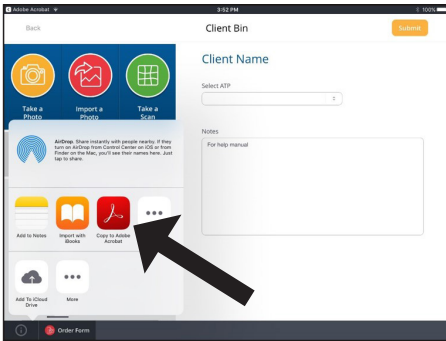 Adobe Acrobat
3:52 PM
100%
Back
Client Bin
Submit
Take a
Photo
Import a
Photo
Take a
Scan
Client Name
Select ATP
Notes
For help manual
AirDrop. Share instantly with people nearby. If they
turn on AirDrop from Control Center on iOS or from
Finder on the Mac, you'll see their names here. Just
tap to share.
Add to Notes
Import with
iBooks
Copy to Adobe
Acrobat
Add To iCloud
Drive
More
Order Form